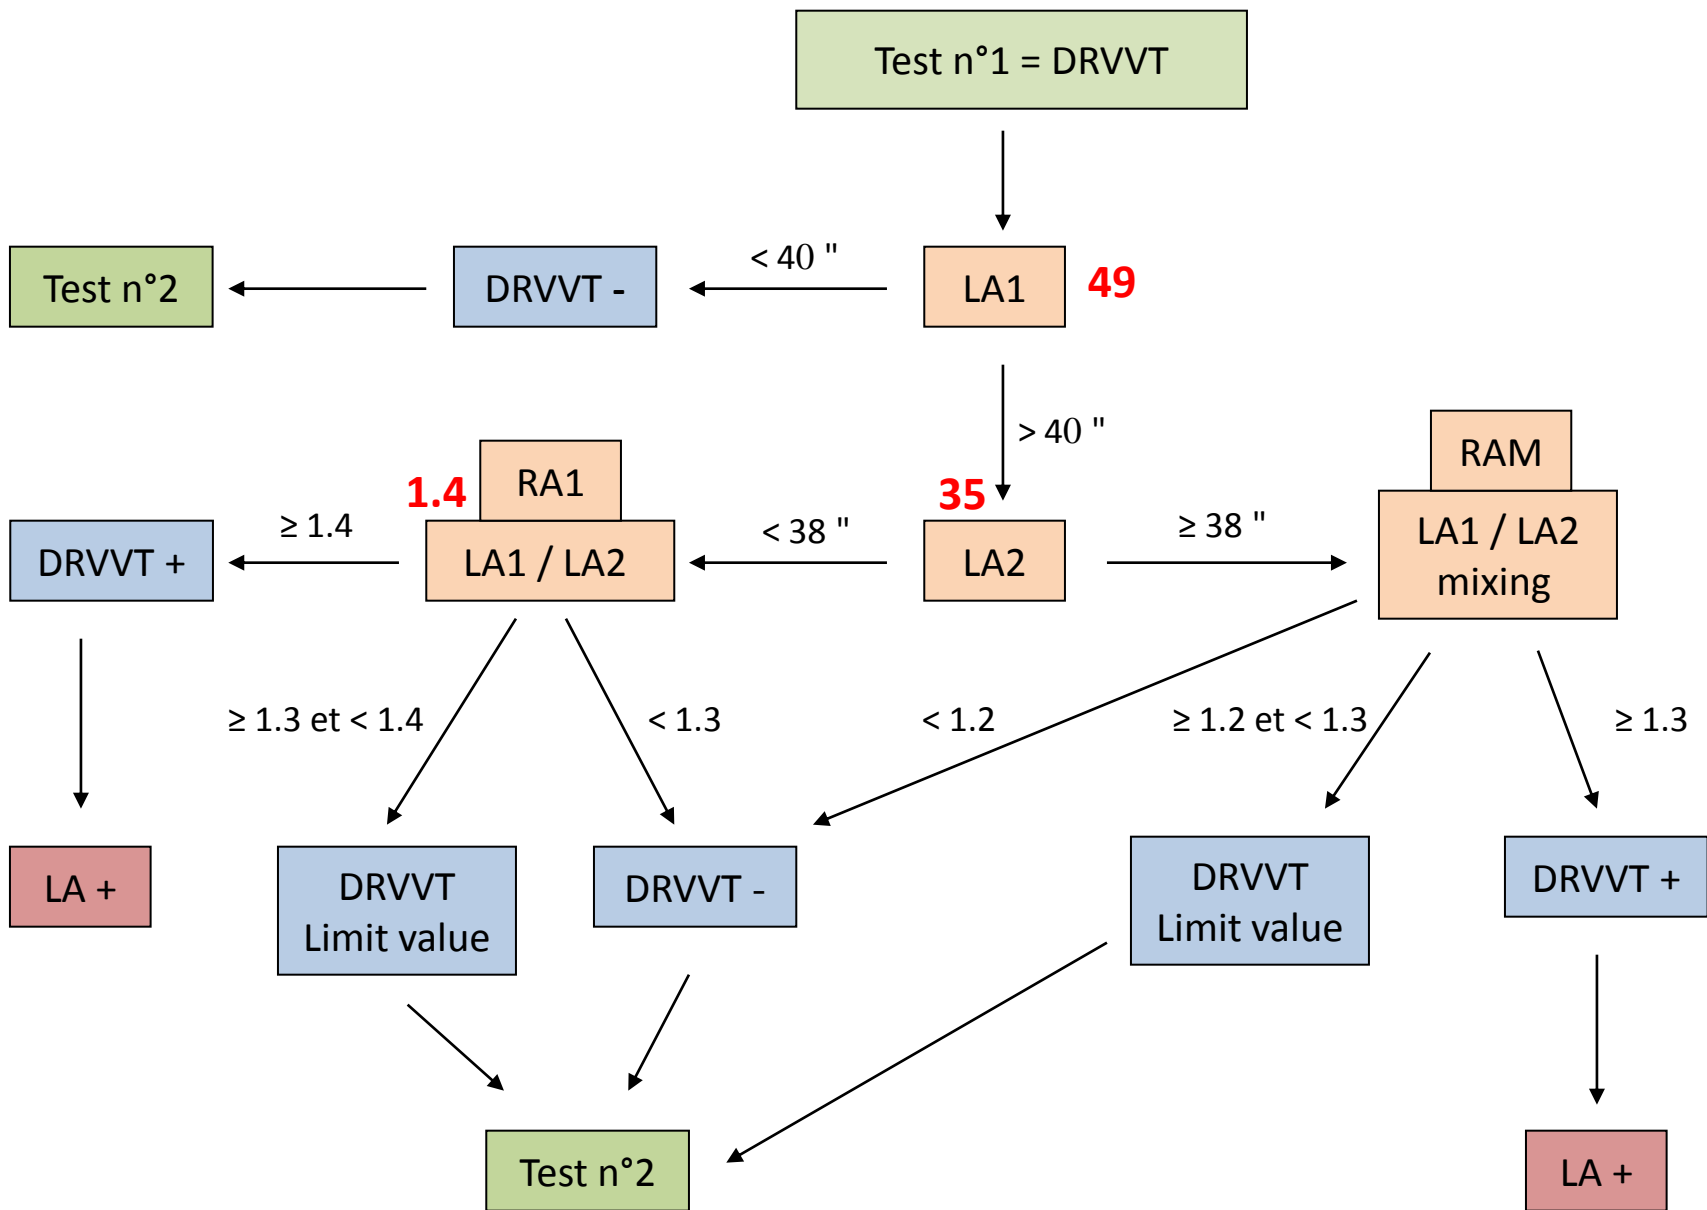 Test n°1 = DRVVT
Test n°2
DRVVT -
< 40 "
LA1
49
> 40 "
DRVVT +
≥ 1.4
1.4
RA1
LA1 / LA2
< 38 "
35
LA2
≥ 38 "
RAM
LA1 / LA2
mixing
≥ 1.3 et < 1.4
< 1.3
< 1.2
≥ 1.2 et < 1.3
≥ 1.3
LA +
DRVVT
Limit value
DRVVT -
DRVVT
Limit value
DRVVT +
Test n°2
LA +